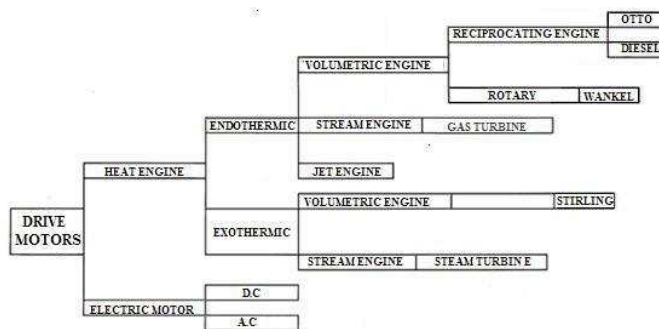 OTTO
RECIPROCATING ENGINE
DIESEL
VOLUMETRIC ENGINE
ROTARY WANKEL
ENDOTHERMIC STREAM ENGINE GAS TURBINE
HEAT ENGINE JET ENGINE
VOLUMETRIC ENGINE STIRLING
DRIVE
MOTORS
EXOTHERMIC
STREAM ENGINE STEAM TURBIN E
D.C
ELECTRIC MOTOR
A.C